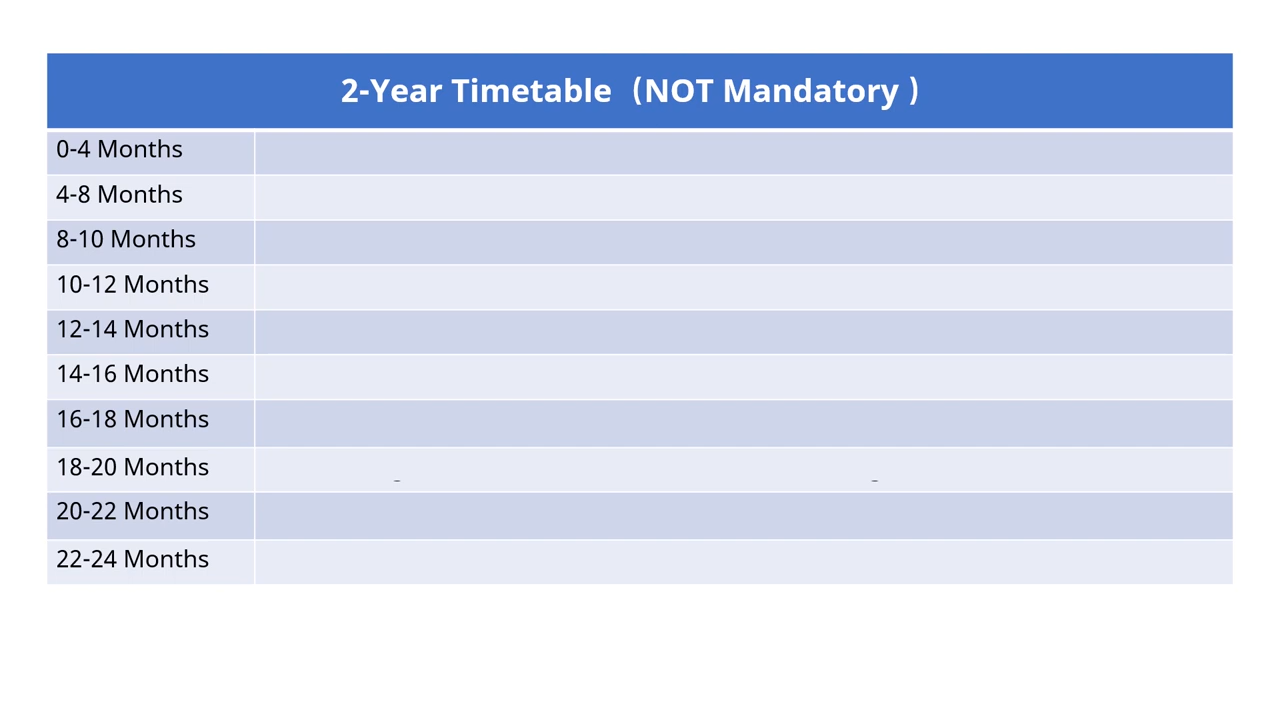 2-Year Timetable（NOT Mandatory ）
0-4 Months
4-8 Months
8-10 Months
10-12 Months
12-14 Months
14-16 Months
16-18 Months
18-20 Months
20-22 Months
22-24 Months